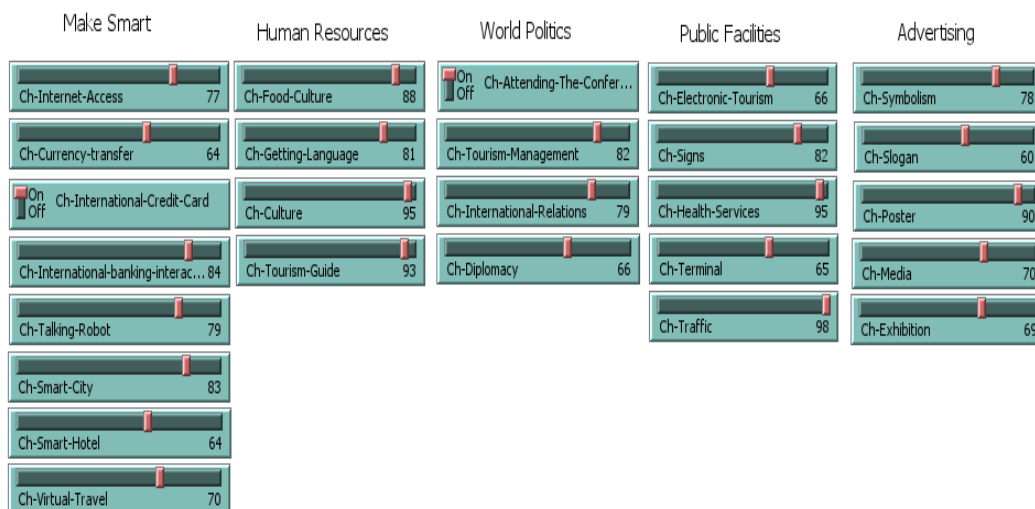 Make Smart
Ch-Internet-Access 77
Ch-Currency-transfer 64
On
Off
Ch-International-Credit-Card
Ch-International-banking-interac... 84
Ch-Talking-Robot 79
Ch-Smart-City 83
Ch-Smart-Hotel 64
Ch-Virtual-Travel 70
Human Resources
Ch-Food-Culture 88
Ch-Getting-Language 81
Ch-Culture 95
Ch-Tourism-Guide 93
World Politics
On
Off
Ch-Attending-The-Confer...
Ch-Tourism-Management 82
Ch-International-Relations 79
Ch-Diplomacy 66
Public Facilities
Ch-Electronic-Tourism 66
Ch-Signs 82
Ch-Health-Services 95
Ch-Terminal 65
Ch-Traffic 98
Advertising
Ch-Symbolism 78
Ch-Slogan 60
Ch-Poster 90
Ch-Media 70
Ch-Exhibition 69